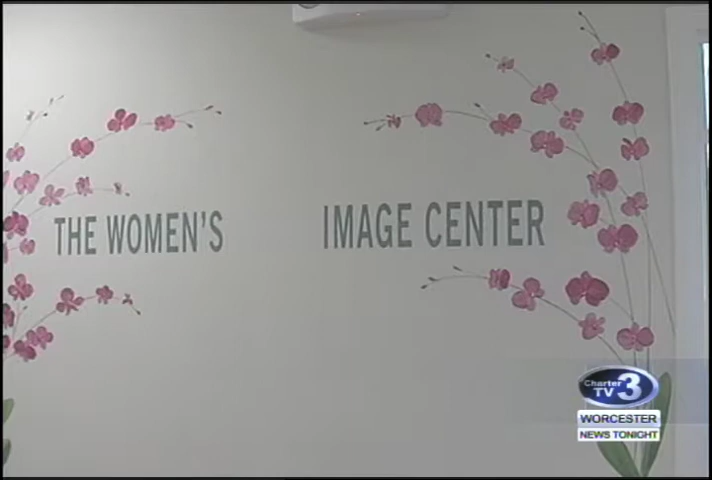 THE WOMEN'S IMAGE CENTER
Charter
TV 3
WORCESTER
NEWS TONIGHT